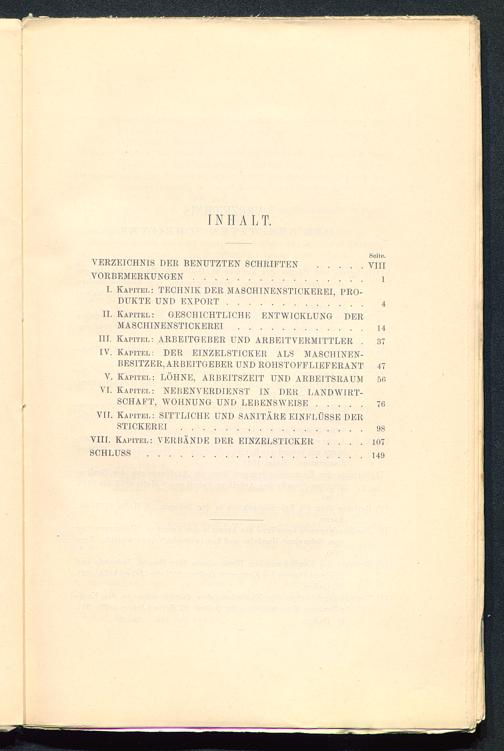 INHALT.
Seite.
VERZEICHNIS DER BENUTZTEN SCHRIFTEN . . . . . VIII
VORBEMERKUNGEN . . . . . . . . . . . . . . 1
I. Kapitel: TECHNIK DER MASCHINENSTICKEREI, PRO-
DUKTE UND EXPORT . . . . . . . . . . . . 4
II. Kapitel: GESCHICHTLICHE ENTWICKLUNG DER
MASCHINENSTICKEREI . . . . . . . . . . . 14
III. Kapitel: ARBEITGEBER UND ARBEITVERMITTLER . 37
IV. Kapitel: DER EINZELSTICKER ALS MASCHINEN-
BESITZER, ARBEITGEBER UND ROHSTOFFLIEFERANT 47
V. Kapitel: LÖHNE, ARBEITSZEIT UND ARBEITSRAUM 56
VI. Kapitel: NEBENVERDIENST IN DER LANDWIRT-
SCHAFT, WOHNUNG UND LEBENSWEISE . . . . . 76
VII. Kapitel: SITTLICHE UND SANITÄRE EINFLÜSSE DER
STICKEREI . . . . . . . . . . . . . . . 98
VIII. Kapitel: VERBÄNDE DER EINZELSTICKER . . . . 107
SCHLUSS . . . . . . . . . . . . . . . . . 149